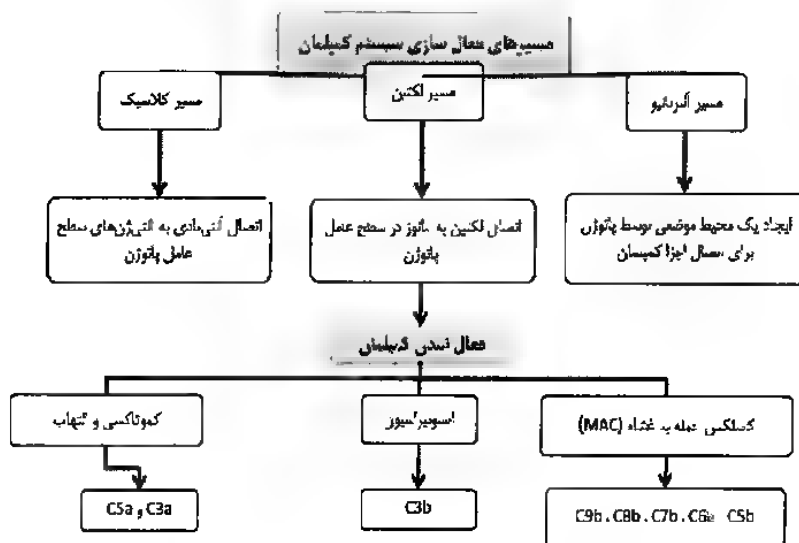 مسیرهای فعال سازی سیستم کمپلمان
مسیر آلترناتیو
مسیر لکتین
مسیر کلاسیک
ایجاد یک محیط موضعی توسط پاتوژن
برای اتصال اجزا کمپلمان
اتصال لکتین به مانوز در سطح عامل
پاتوژن
اتصال آنتی‌بادی به آنتی‌ژن‌های سطح
عامل پاتوژن
فعال شدن کمپلمان
کمپلکس حمله به غشاء (MAC)
اپسونیزاسیون
کموتاکسی و التهاب
C9b، C8b، C7b، C6b C5b
C3b
C3a و C5a